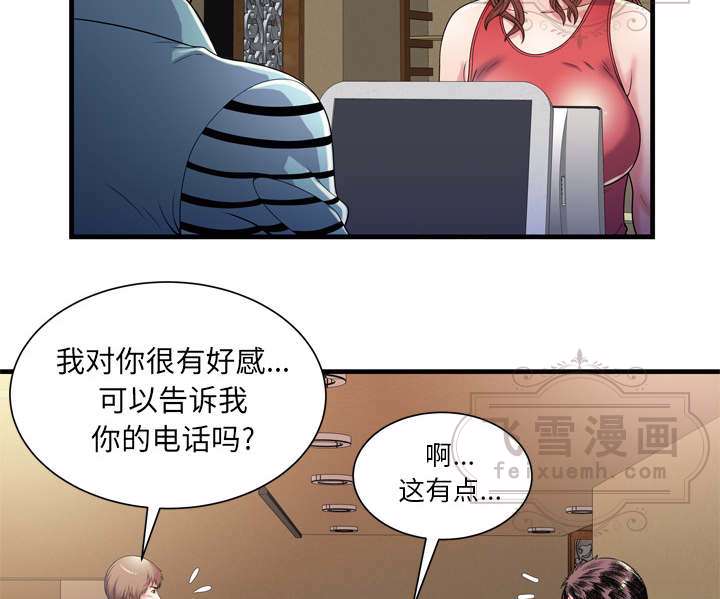 我对你很有好感...
可以告诉我
你的电话吗?
啊...
这有点...
飞雪漫画
feixuemh.com